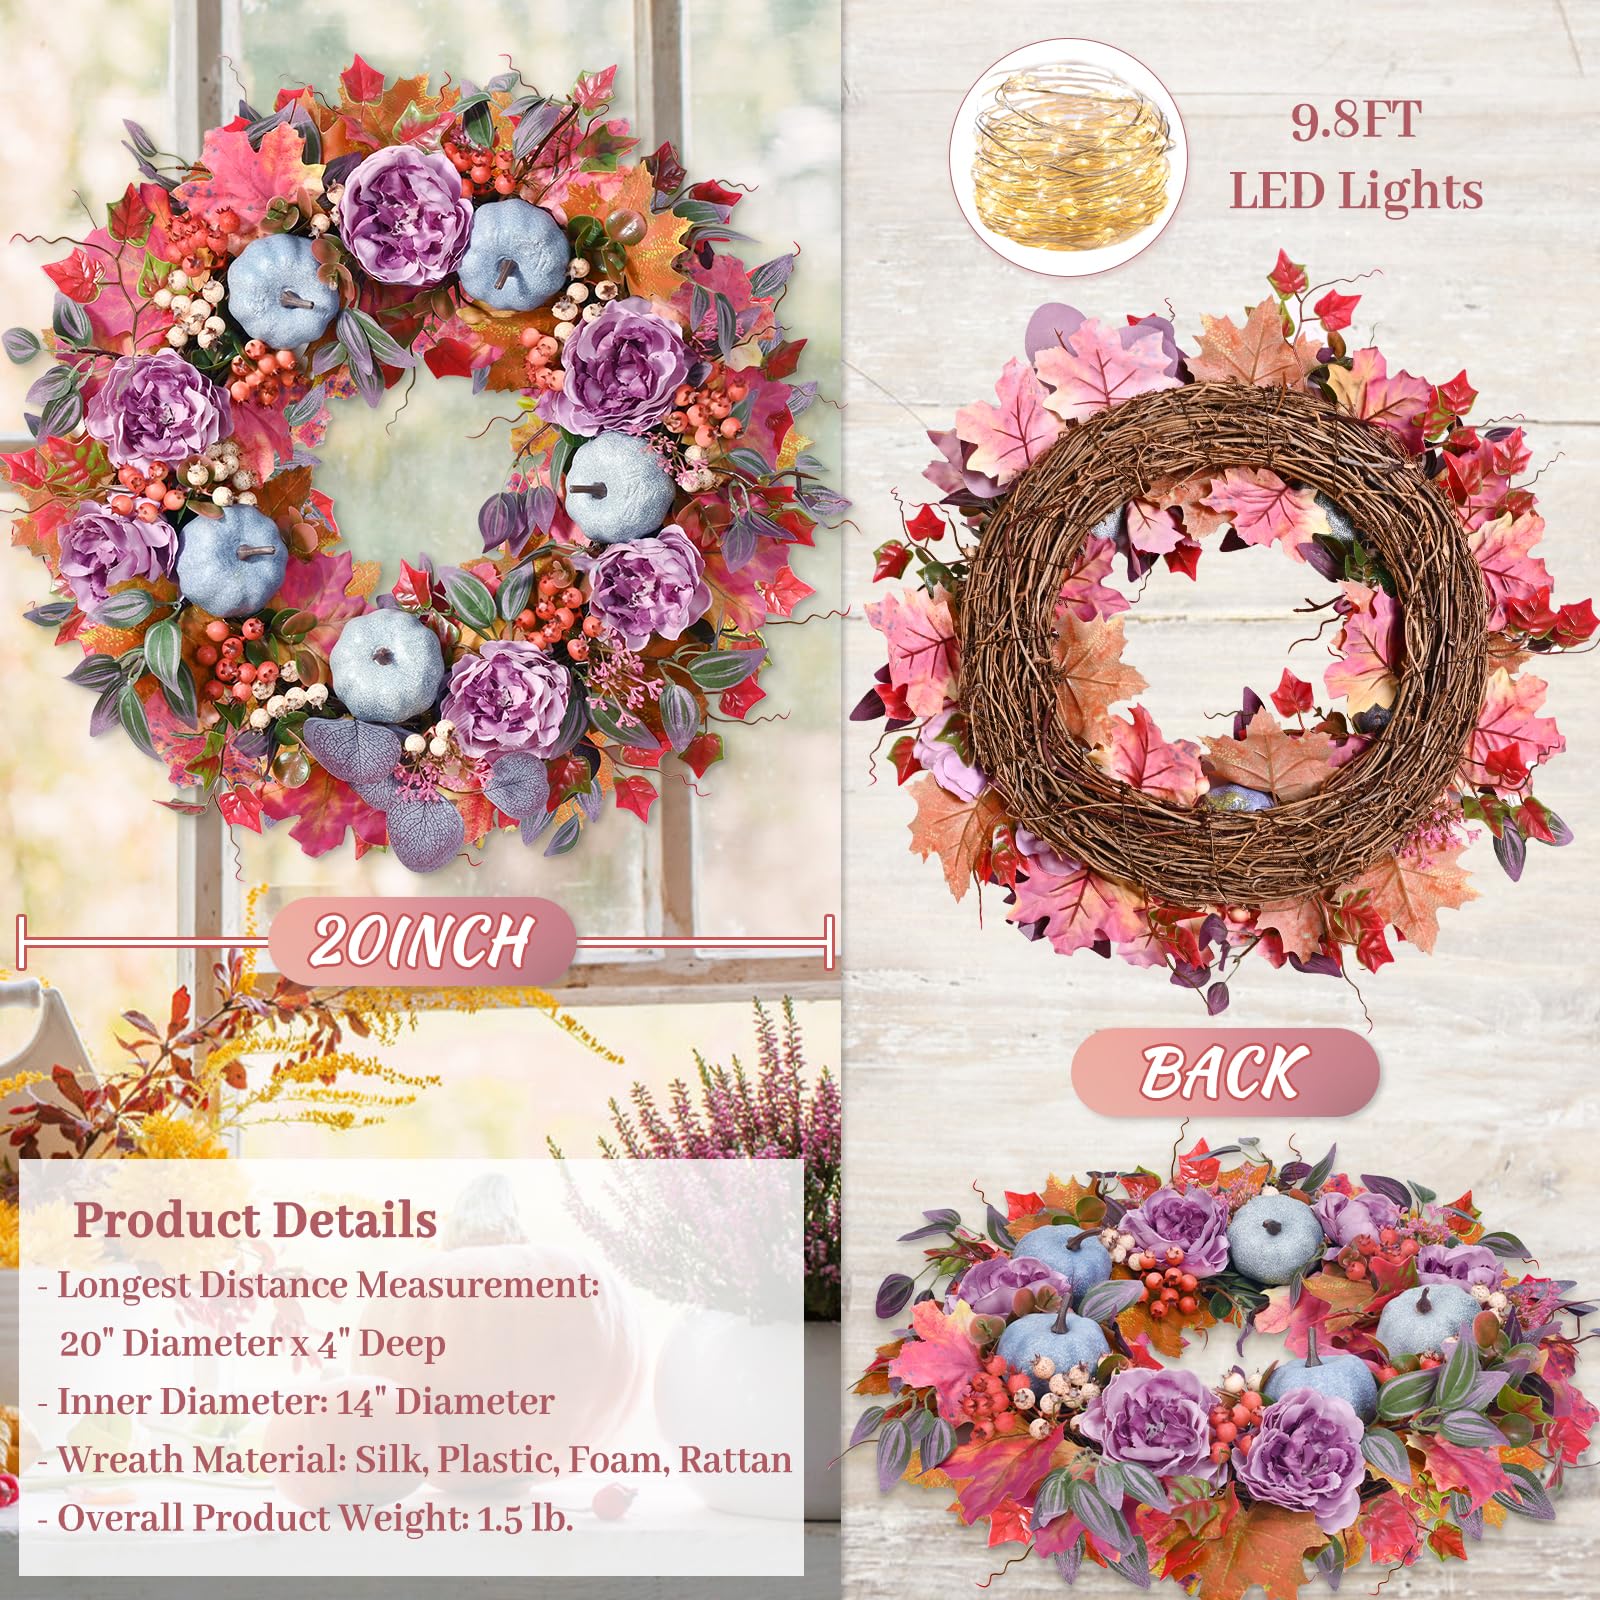 9.8FT
LED Lights
20INCH
BACK
Product Details
- Longest Distance Measurement:
20" Diameter x 4" Deep
- Inner Diameter: 14" Diameter
- Wreath Material: Silk, Plastic, Foam, Rattan
- Overall Product Weight: 1.5 lb.